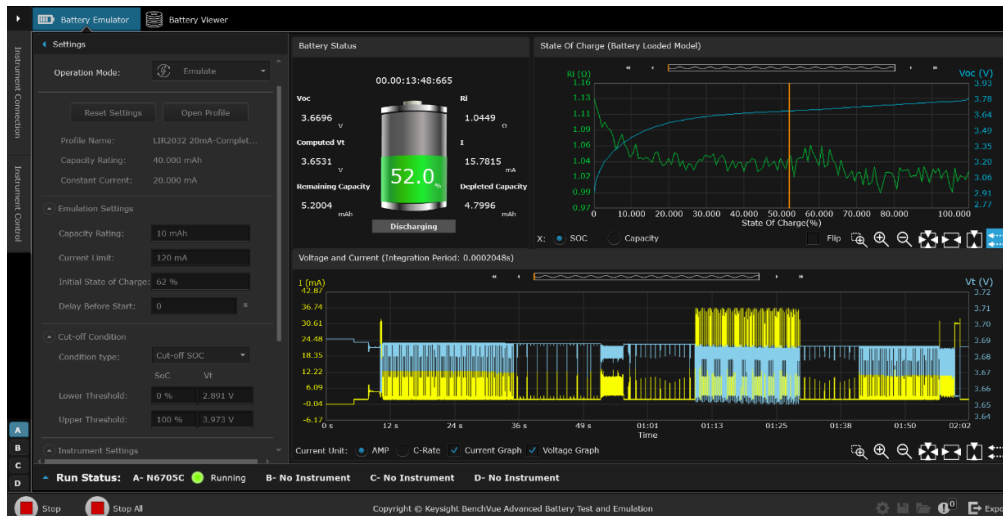 Battery Emulator
Battery Viewer
Instrument Connection
Instrument Control
Settings
Operation Mode: Emulate
Reset Settings Open Profile
Profile Name: LIR2032 20mA-Complet...
Capacity Rating: 40.000 mAh
Constant Current: 20.000 mA
Emulation Settings
Capacity Rating: 10 mAh
Current Limit: 120 mA
Initial State of Charge: 62 %
Delay Before Start: 0 s
Cut-off Condition
Condition type: Cut-off SOC
SoC Vt
Lower Threshold: 0 % 2.891 V
Upper Threshold: 100 % 3.973 V
Instrument Settings
A
B
C
D
Battery Status
00.00:13:48:665
Voc Ri
3.6696 V 1.0449 Ω
Computed Vt I
3.6531 V 15.7815 mA
52.0 %
Remaining Capacity Depleted Capacity
5.2004 mAh 4.7996 mAh
Discharging
State Of Charge (Battery Loaded Model)
Ri (Ω) Voc (V)
1.16 3.93
1.13 3.78
1.11 3.64
1.09 3.49
1.06 3.35
1.04 3.20
1.02 3.06
0.99 2.91
0.97 2.77
0 10.000 20.000 30.000 40.000 50.000 60.000 70.000 80.000 100.000
State Of Charge(%)
X: SOC Capacity Flip
Voltage and Current (Integration Period: 0.0002048s)
I (mA) Vt (V)
42.87 3.72
36.74 3.71
30.61 3.70
24.48 3.69
18.35 3.68
12.22 3.67
6.09 3.66
-0.04 3.65
-6.17 3.64
0 s 12 s 24 s 36 s 49 s 01:01 01:13 01:25 01:38 01:50 02:02
Time
Current Unit: AMP C-Rate Current Graph Voltage Graph
Run Status: A- N6705C Running B- No Instrument C- No Instrument D- No Instrument
Stop Stop All Copyright © Keysight BenchVue Advanced Battery Test and Emulation 0 Expo